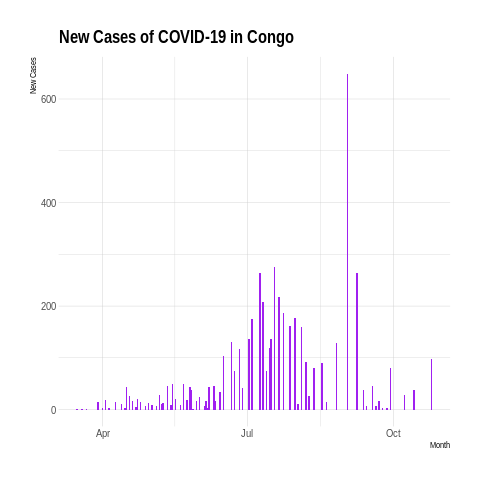 New Cases of COVID-19 in Congo
New Cases
600
400
200
0
Apr
Jul
Oct
Month